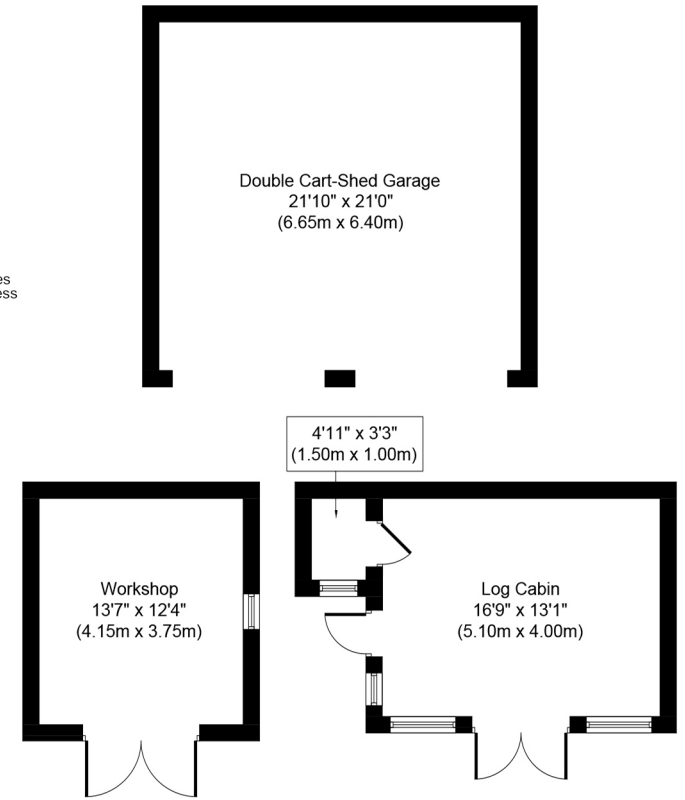 Double Cart-Shed Garage
21'10" x 21'0"
(6.65m x 6.40m)
es
ess
4'11" x 3'3"
(1.50m x 1.00m)
Workshop
13'7" x 12'4"
(4.15m x 3.75m)
Log Cabin
16'9" x 13'1"
(5.10m x 4.00m)